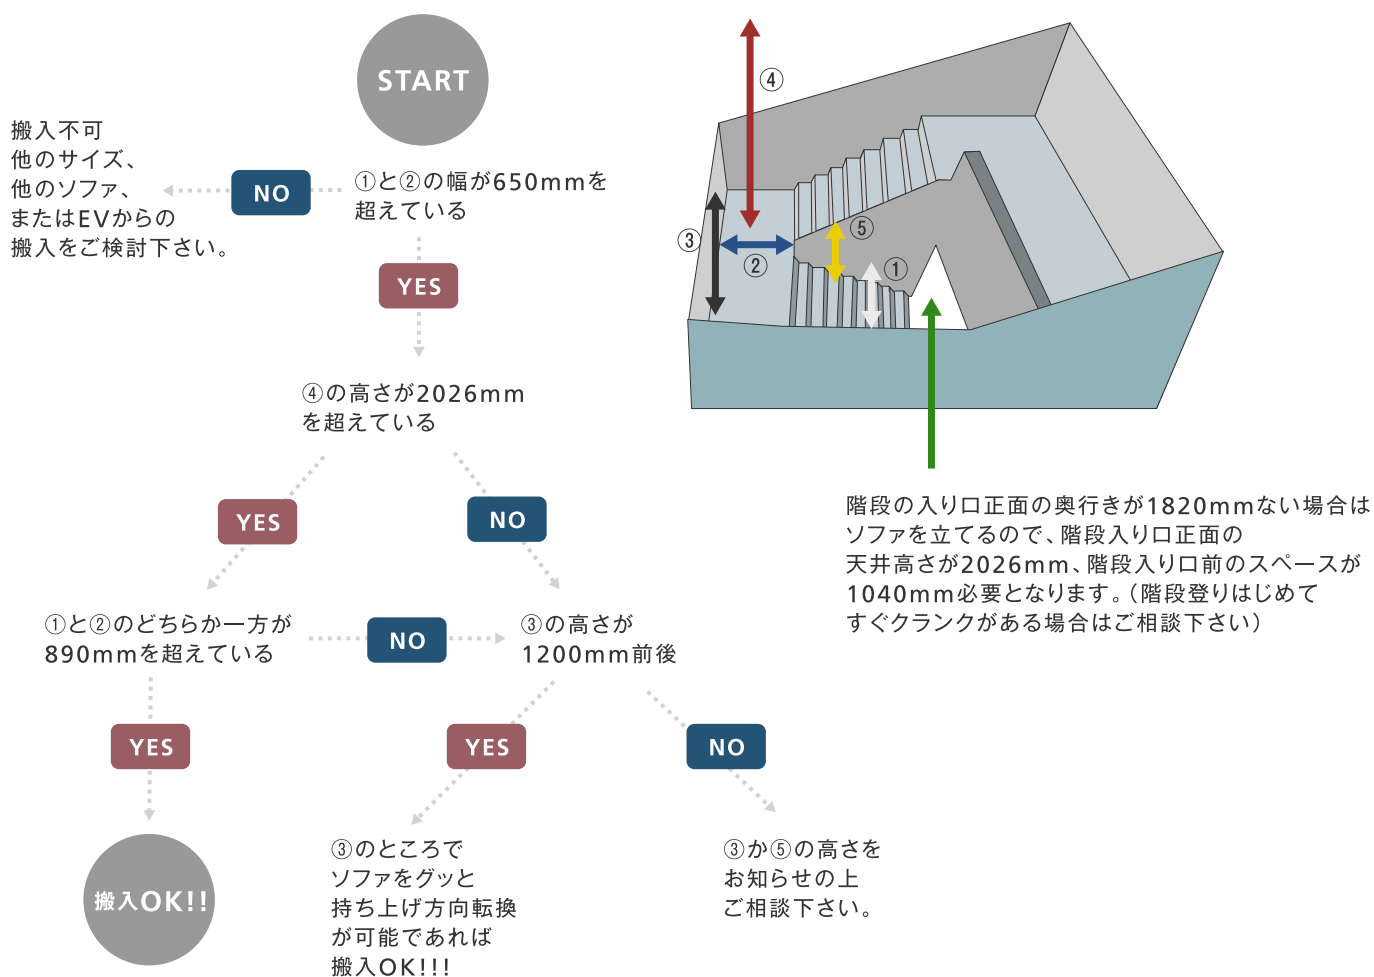 START
①と②の幅が650mmを
超えている
NO
搬入不可
他のサイズ、
他のソファ、
またはEVからの
搬入をご検討下さい。
YES
④の高さが2026mm
を超えている
YES
NO
①と②のどちらか一方が
890mmを超えている
NO
③の高さが
1200mm前後
YES
YES
NO
搬入OK!!
③のところで
ソファをグッと
持ち上げ方向転換
が可能であれば
搬入OK!!!
③か⑤の高さを
お知らせの上
ご相談下さい。
④
③
②
⑤
①
階段の入り口正面の奥行きが1820mmない場合は
ソファを立てるので、階段入り口正面の
天井高さが2026mm、階段入り口前のスペースが
1040mm必要となります。（階段登りはじめて
すぐクランクがある場合はご相談下さい）